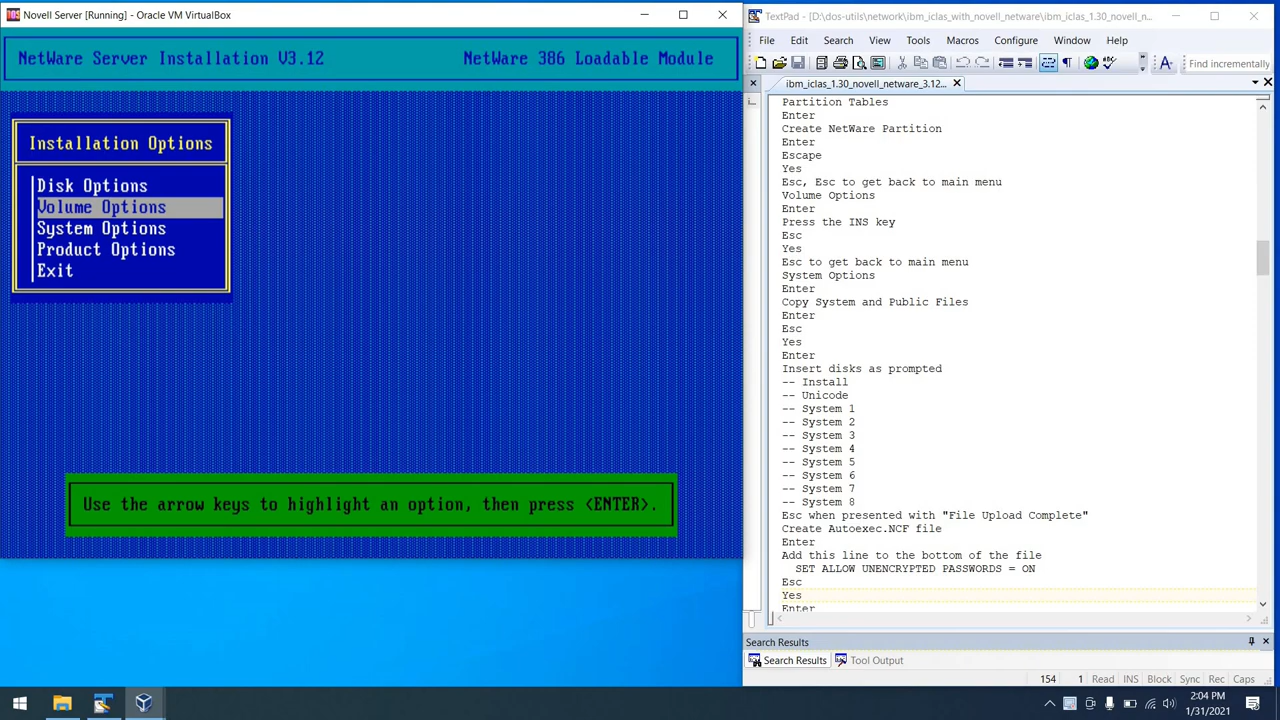 Novell Server [Running] - Oracle VM VirtualBox
NetWare Server Installation V3.12
NetWare 386 Loadable Module
Installation Options
Disk Options
Volume Options
System Options
Product Options
Exit
Use the arrow keys to highlight an option, then press <ENTER>.
TextPad - [D:\dos-utils\network\ibm_iclas_with_novell_netware\ibm_iclas_1.30_novell_n...
File Edit Search View Tools Macros Configure Window Help
Find incrementally
ibm_iclas_1.30_novell_netware_3.12...
Partition Tables
Enter
Create NetWare Partition
Enter
Escape
Yes
Esc, Esc to get back to main menu
Volume Options
Enter
Press the INS key
Esc
Yes
Esc to get back to main menu
System Options
Enter
Copy System and Public Files
Enter
Esc
Yes
Enter
Insert disks as prompted
-- Install
-- Unicode
-- System 1
-- System 2
-- System 3
-- System 4
-- System 5
-- System 6
-- System 7
-- System 8
Esc when presented with "File Upload Complete"
Create Autoexec.NCF file
Enter
Add this line to the bottom of the file
SET ALLOW UNENCRYPTED PASSWORDS = ON
Esc
Yes
Enter
Search Results
Search Results Tool Output
154 1 Read INS Block Sync Rec Caps
2:04 PM
1/31/2021